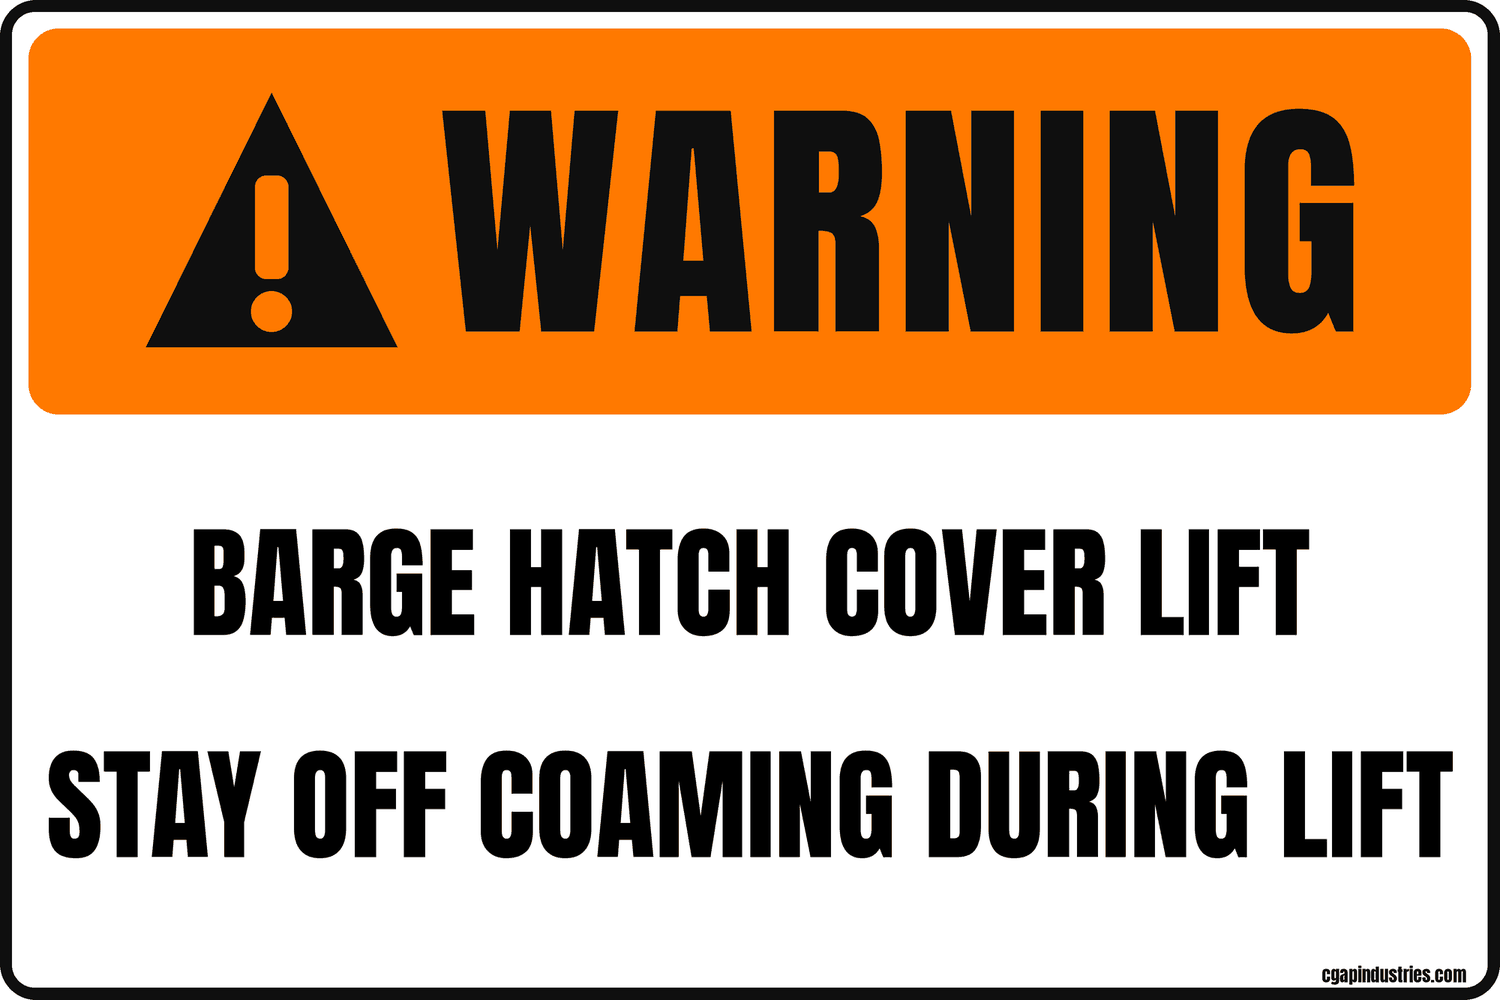 WARNING
BARGE HATCH COVER LIFT
STAY OFF COAMING DURING LIFT
cgapindustries.com